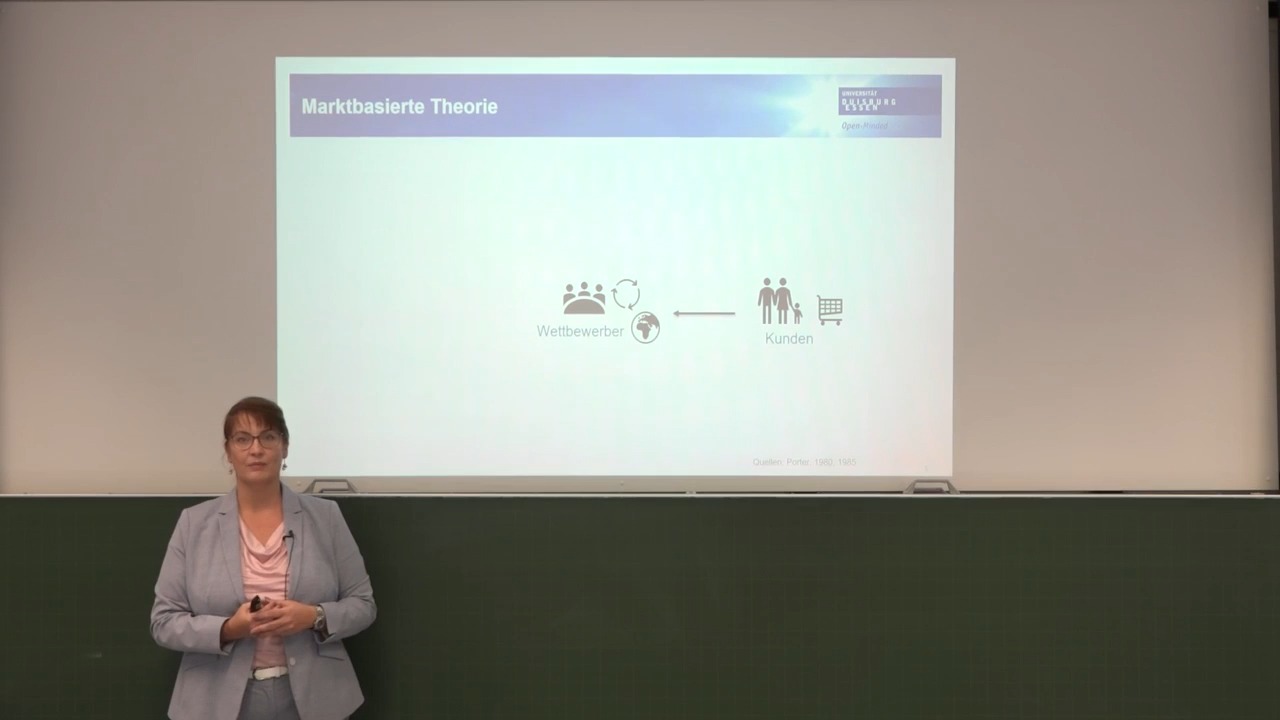 Marktbasierte Theorie
UNIVERSITÄT
DUISBURG
ESSEN
Open-Minded
Wettbewerber
Kunden
Quellen: Porter, 1980, 1985